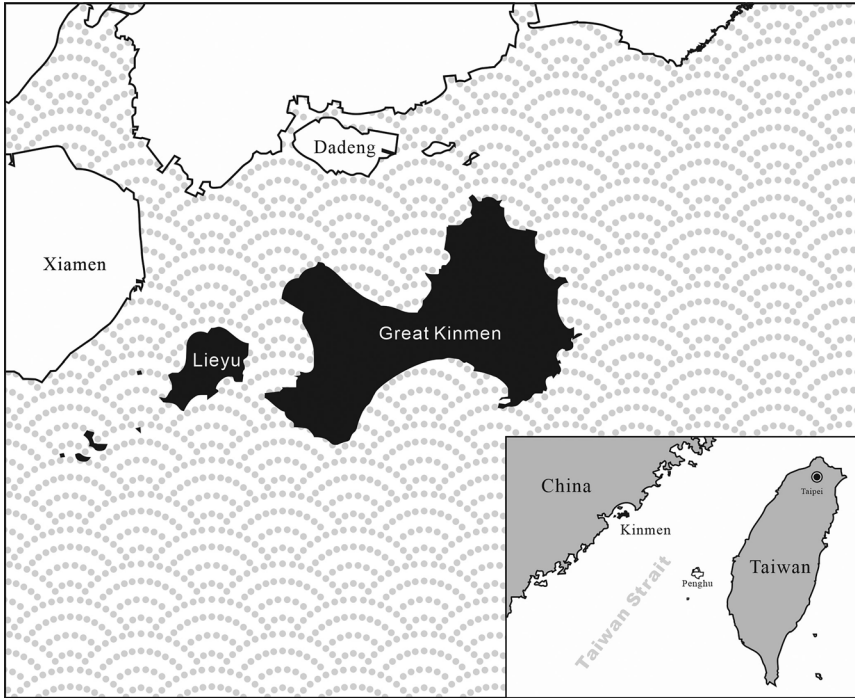 Dadeng
Xiamen
Great Kinmen
Lieyu
China
Taipei
Kinmen
Taiwan
Penghu
Taiwan Strait